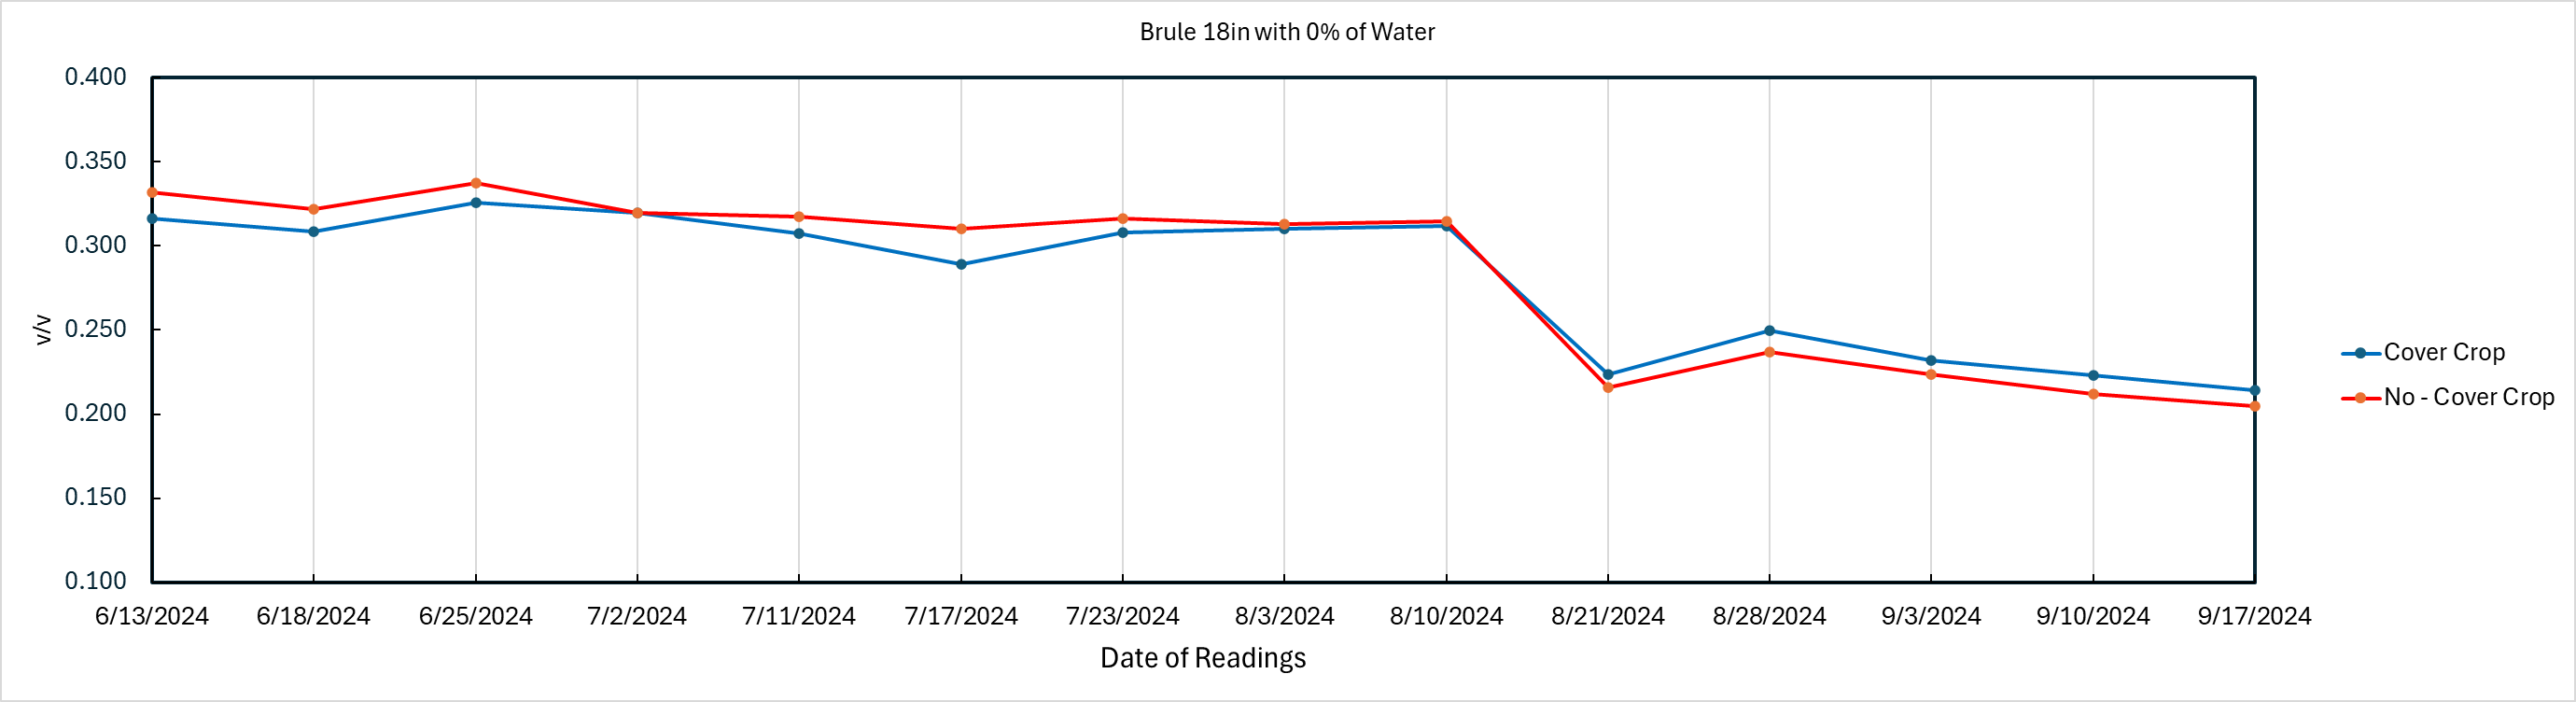 Brule 18in with 0% of Water
0.400
0.350
0.300
0.250
0.200
0.150
0.100
v/v
6/13/2024 6/18/2024 6/25/2024 7/2/2024 7/11/2024 7/17/2024 7/23/2024 8/3/2024 8/10/2024 8/21/2024 8/28/2024 9/3/2024 9/10/2024 9/17/2024
Date of Readings
Cover Crop
No - Cover Crop